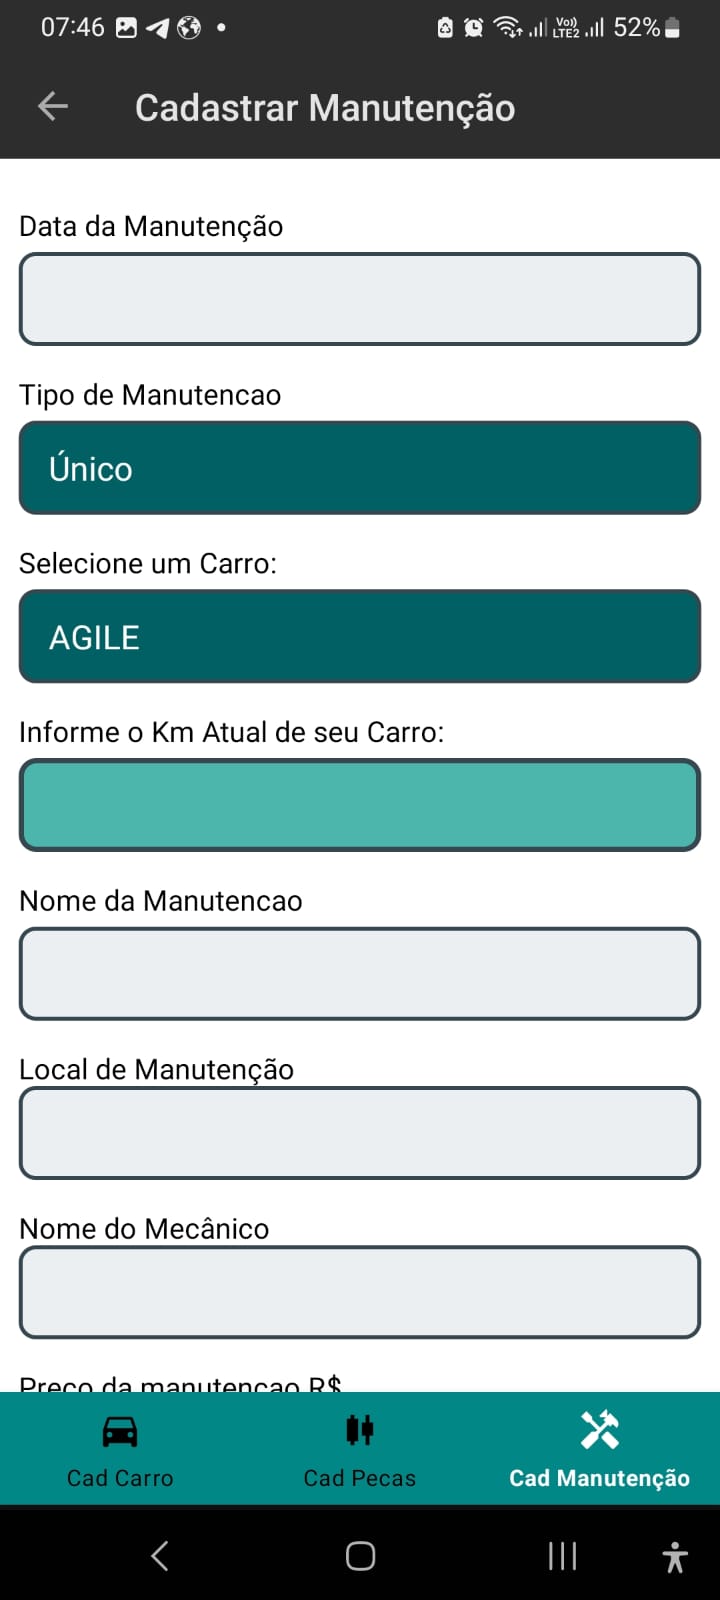 07:46
Vo))
LTE2
52%
Cadastrar Manutenção
Data da Manutenção
Tipo de Manutencao
Único
Selecione um Carro:
AGILE
Informe o Km Atual de seu Carro:
Nome da Manutencao
Local de Manutenção
Nome do Mecânico
Preco da manutencao R$
Cad Carro
Cad Pecas
Cad Manutenção